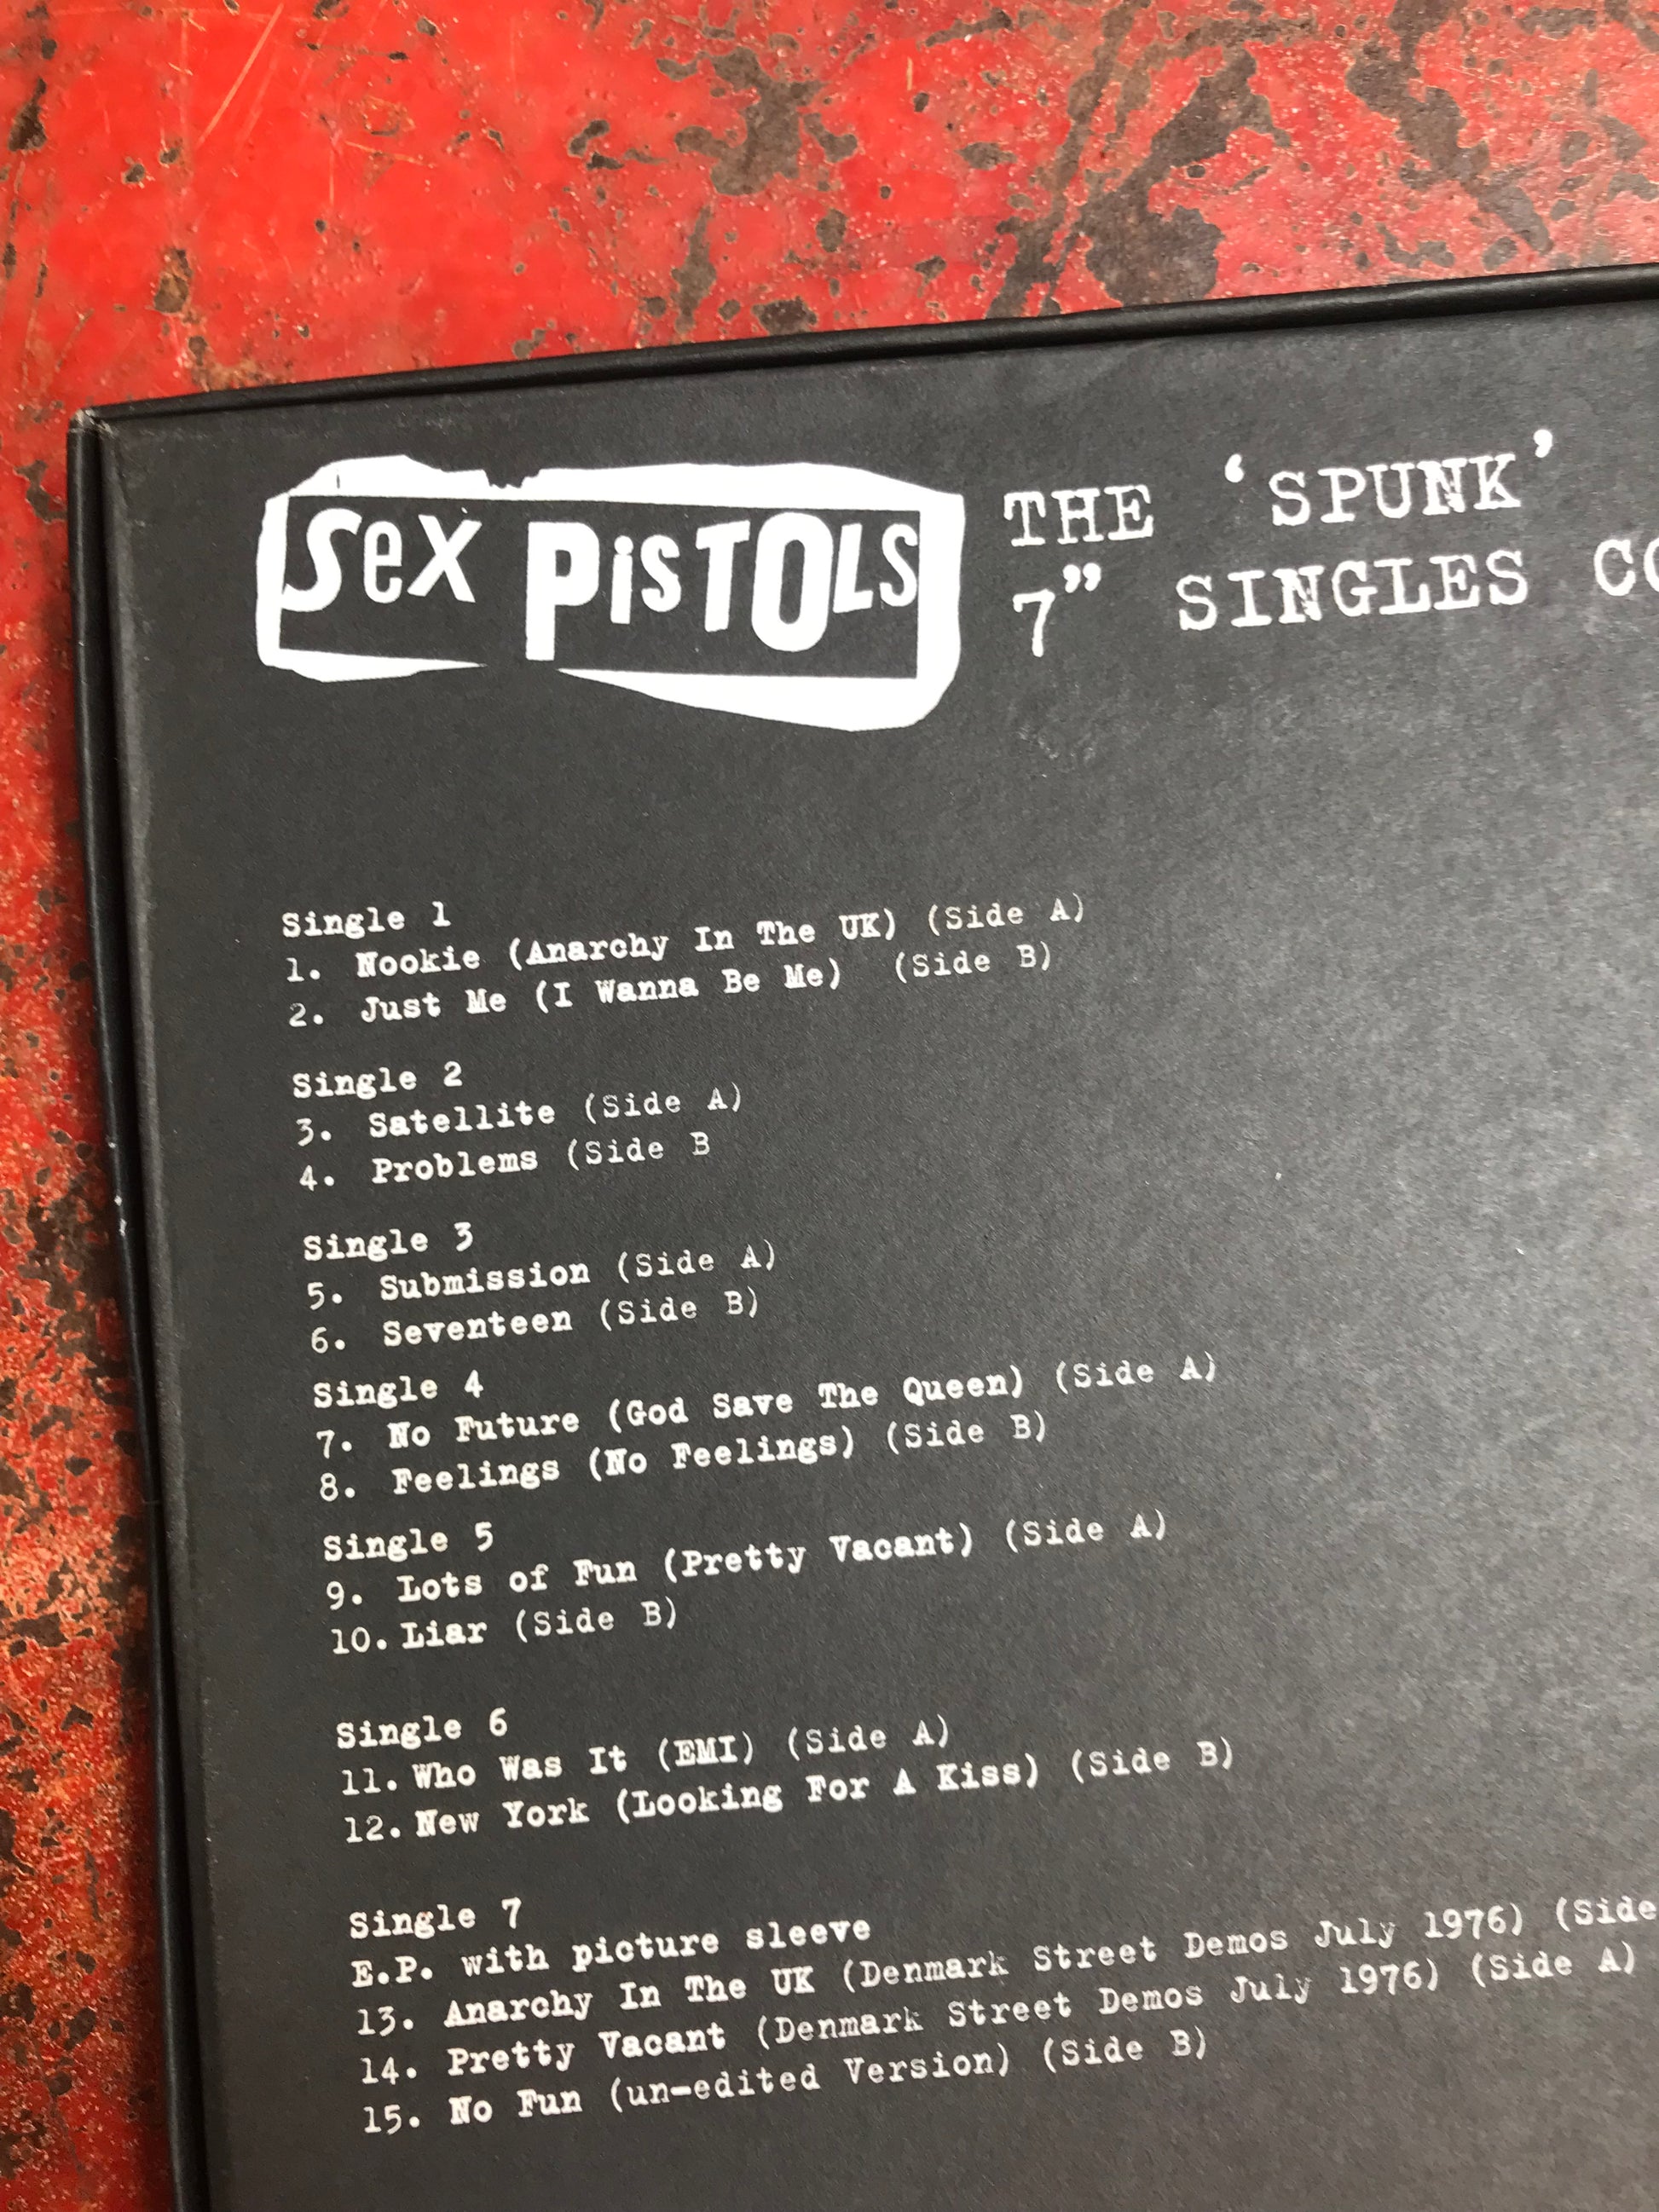 Sex PiSTOLS
THE ‘SPUNK’
7” SINGLES
Single 1
1. Nookie (Anarchy In The UK) (Side A)
2. Just Me (I Wanna Be Me) (Side B)
Single 2
3. Satellite (Side A)
4. Problems (Side B
Single 3
5. Submission (Side A)
6. Seventeen (Side B)
Single 4
7. No Future (God Save The Queen) (Side A)
8. Feelings (No Feelings) (Side B)
Single 5
9. Lots of Fun (Pretty Vacant) (Side A)
10. Liar (Side B)
Single 6
11. Who Was It (EMI) (Side A)
12. New York (Looking For A Kiss) (Side B)
Single 7
E.P. with picture sleeve
13. Anarchy In The UK (Denmark Street Demos July 1976) (Side
14. Pretty Vacant (Denmark Street Demos July 1976) (Side A)
15. No Fun (un-edited Version) (Side B)